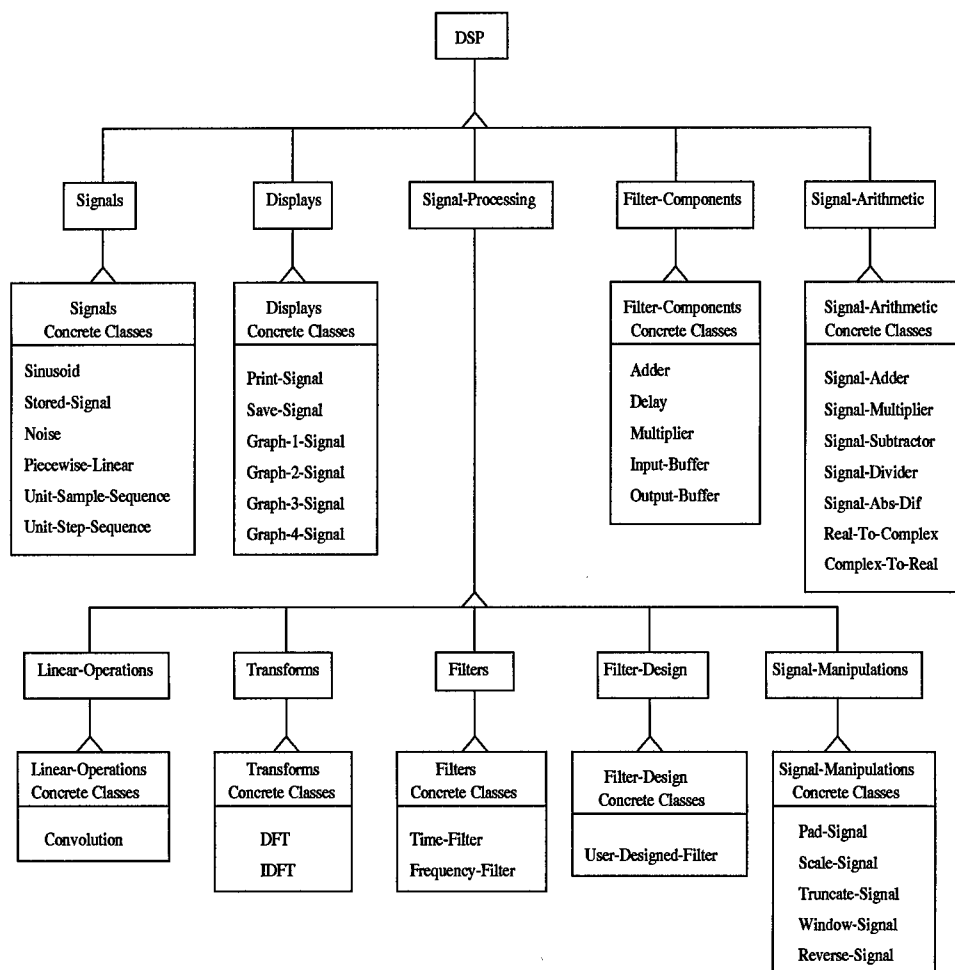 DSP
Signals
Displays
Signal-Processing
Filter-Components
Signal-Arithmetic
Signals
Concrete Classes
Sinusoid
Stored-Signal
Noise
Piecewise-Linear
Unit-Sample-Sequence
Unit-Step-Sequence
Displays
Concrete Classes
Print-Signal
Save-Signal
Graph-1-Signal
Graph-2-Signal
Graph-3-Signal
Graph-4-Signal
Filter-Components
Concrete Classes
Adder
Delay
Multiplier
Input-Buffer
Output-Buffer
Signal-Arithmetic
Concrete Classes
Signal-Adder
Signal-Multiplier
Signal-Subtractor
Signal-Divider
Signal-Abs-Dif
Real-To-Complex
Complex-To-Real
Linear-Operations
Transforms
Filters
Filter-Design
Signal-Manipulations
Linear-Operations
Concrete Classes
Convolution
Transforms
Concrete Classes
DFT
IDFT
Filters
Concrete Classes
Time-Filter
Frequency-Filter
Filter-Design
Concrete Classes
User-Designed-Filter
Signal-Manipulations
Concrete Classes
Pad-Signal
Scale-Signal
Truncate-Signal
Window-Signal
Reverse-Signal